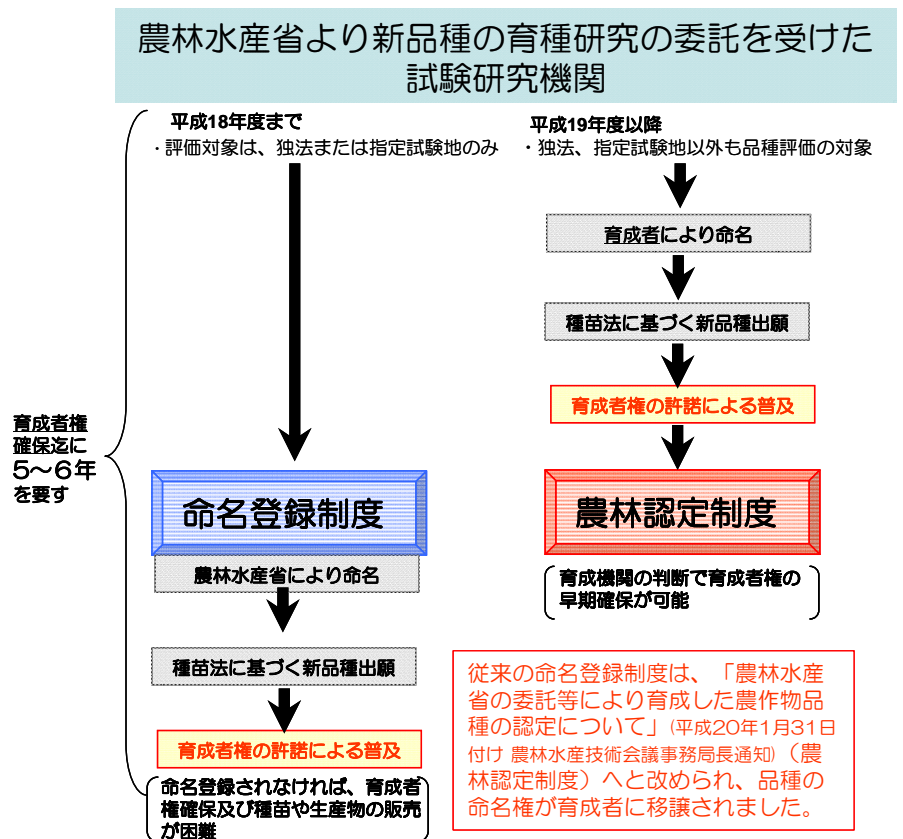 農林水産省より新品種の育種研究の委託を受けた
試験研究機関
平成18年度まで
・評価対象は、独法または指定試験地のみ
平成19年度以降
・独法、指定試験地以外も品種評価の対象
育成者により命名
種苗法に基づく新品種出願
育成者権の許諾による普及
農林認定制度
育成機関の判断で育成者権の
早期確保が可能
育成者権
確保迄に
5〜6年
を要す
命名登録制度
農林水産省により命名
種苗法に基づく新品種出願
育成者権の許諾による普及
命名登録されなければ、育成者
権確保及び種苗や生産物の販売
が困難
従来の命名登録制度は、「農林水産
省の委託等により育成した農作物品
種の認定について」(平成20年1月31日
付け 農林水産技術会議事務局長通知)（農
林認定制度）へと改められ、品種の
命名権が育成者に移譲されました。